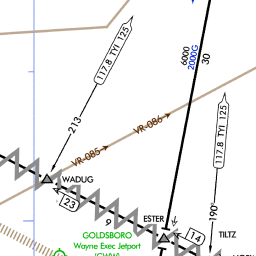 117.8 TYI 125
6000
2000G
30
213
VR-086
VR-085
117.8 TYI 125
WADUG
23
190°
9
ESTER
14
TILTZ
GOLDSBORO
Wayne Exec Jetport